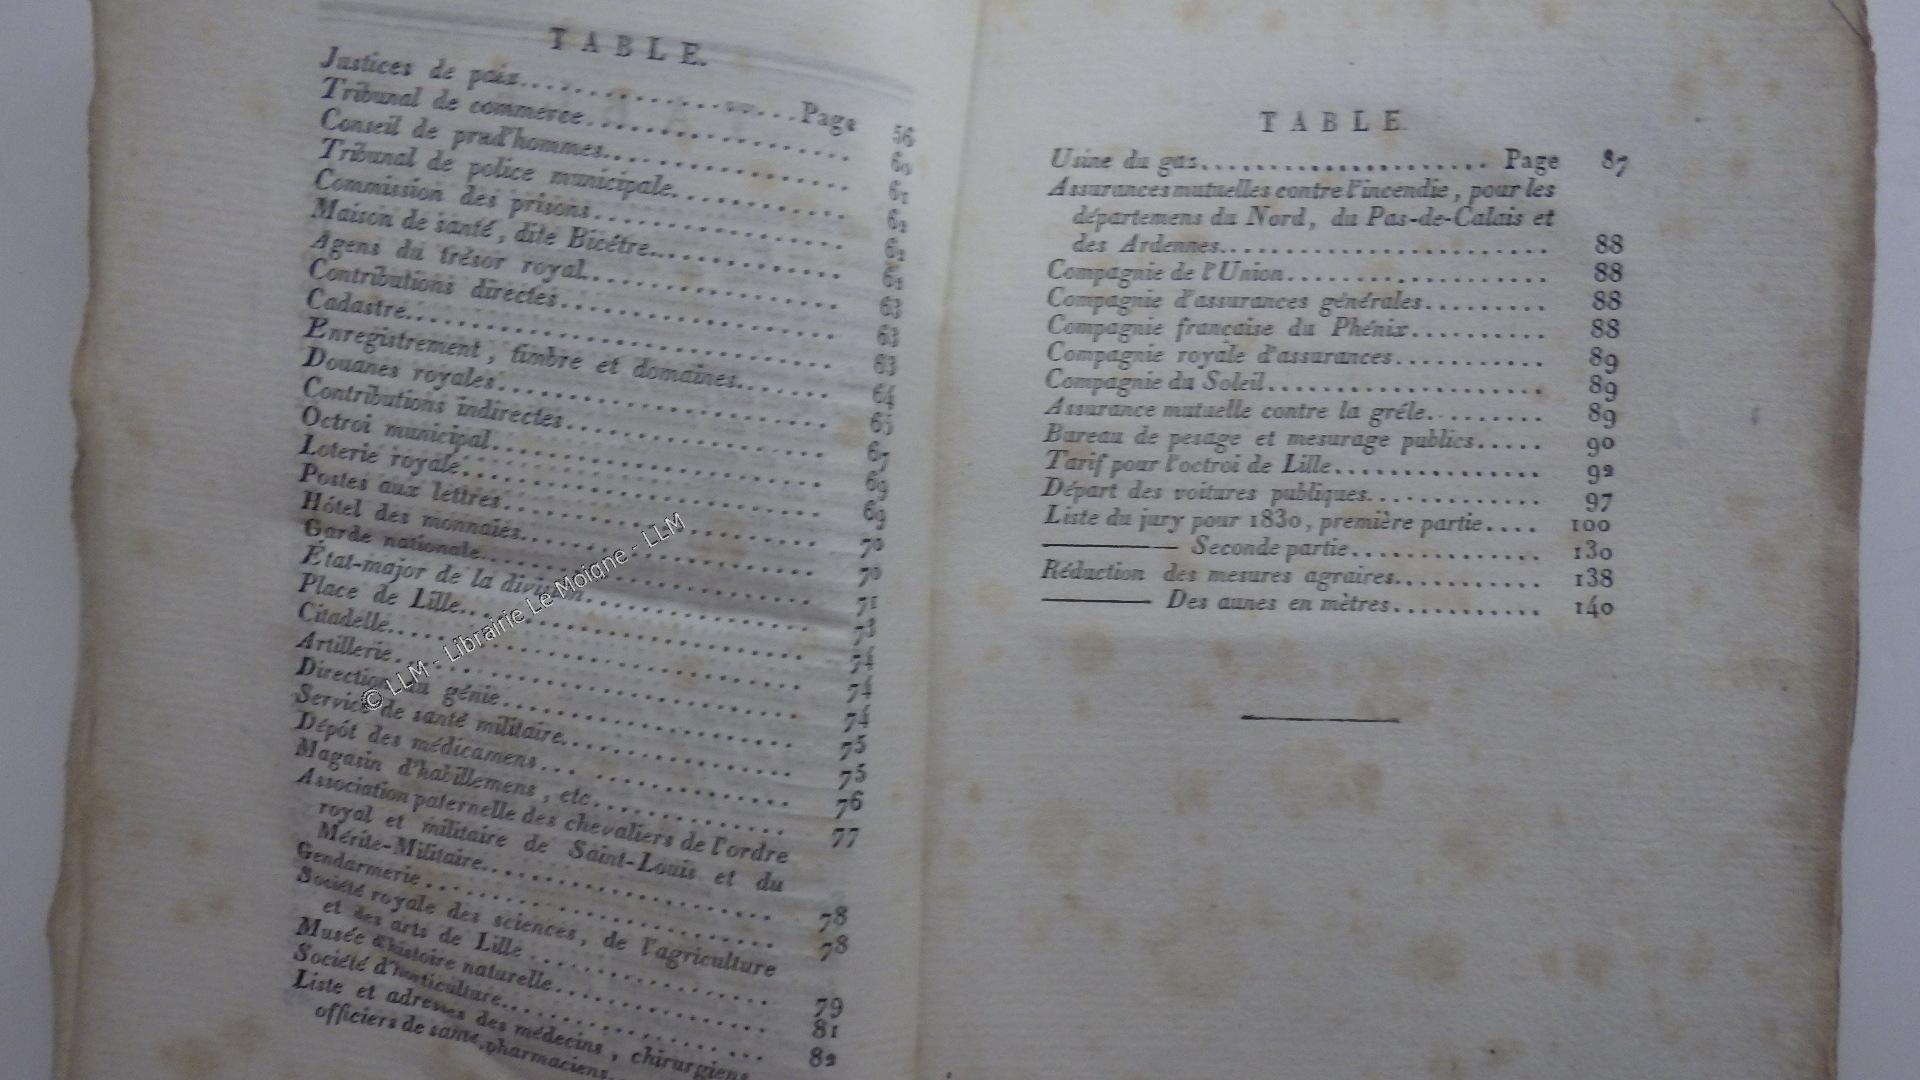 TABLE.
Justices de paix....................Page 56
Tribunal de commerce.................... 60
Conseil de prud'hommes.................... 61
Tribunal de police municipale.................... 62
Commission des prisons.................... 62
Maison de santé, dite Bicêtre.................... 62
Agens du trésor royal.................... 63
Contributions directes.................... 63
Cadastre.................... 63
Enregistrement, timbre et domaines.................... 64
Douanes royales.................... 65
Contributions indirectes.................... 67
Octroi municipal.................... 69
Loterie royale.................... 69
Postes aux lettres.................... 70
Hôtel des monnaies.................... 70
Garde nationale.................... 71
État-major de la division.................... 73
Place de Lille.................... 74
Citadelle.................... 74
Artillerie.................... 74
Direction du génie.................... 75
Service de santé militaire.................... 75
Dépôt des médicamens.................... 76
Magasin d'habillemens, etc.................... 77
Association paternelle des chevaliers de l'ordre
royal et militaire de Saint-Louis et du
Mérite-Militaire.................... 78
Gendarmerie.................... 78
Société royale des sciences, de l'agriculture
et des arts de Lille.................... 79
Musée d'histoire naturelle.................... 81
Société d'horticulture.................... 82
Liste et adresses des médecins, chirurgiens
officiers de santé, pharmaciens,
© LLM - Librairie Le Moigne - LLM
TABLE
Usine du gas.................... Page 87
Assurances mutuelles contre l'incendie, pour les
départemens du Nord, du Pas-de-Calais et
des Ardennes.................... 88
Compagnie de l'Union.................... 88
Compagnie d'assurances générales.......... 88
Compagnie française du Phénix.......... 88
Compagnie royale d'assurances........... 89
Compagnie du Soleil.................... 89
Assurance mutuelle contre la grêle.......... 89
Bureau de pesage et mesurage publics..... 90
Tarif pour l'octroi de Lille............... 92
Départ des voitures publiques............. 97
Liste du jury pour 1830, première partie.... 100
——— Seconde partie.............. 130
Réduction des mesures agraires........... 138
——— Des aunes en mètres........... 140